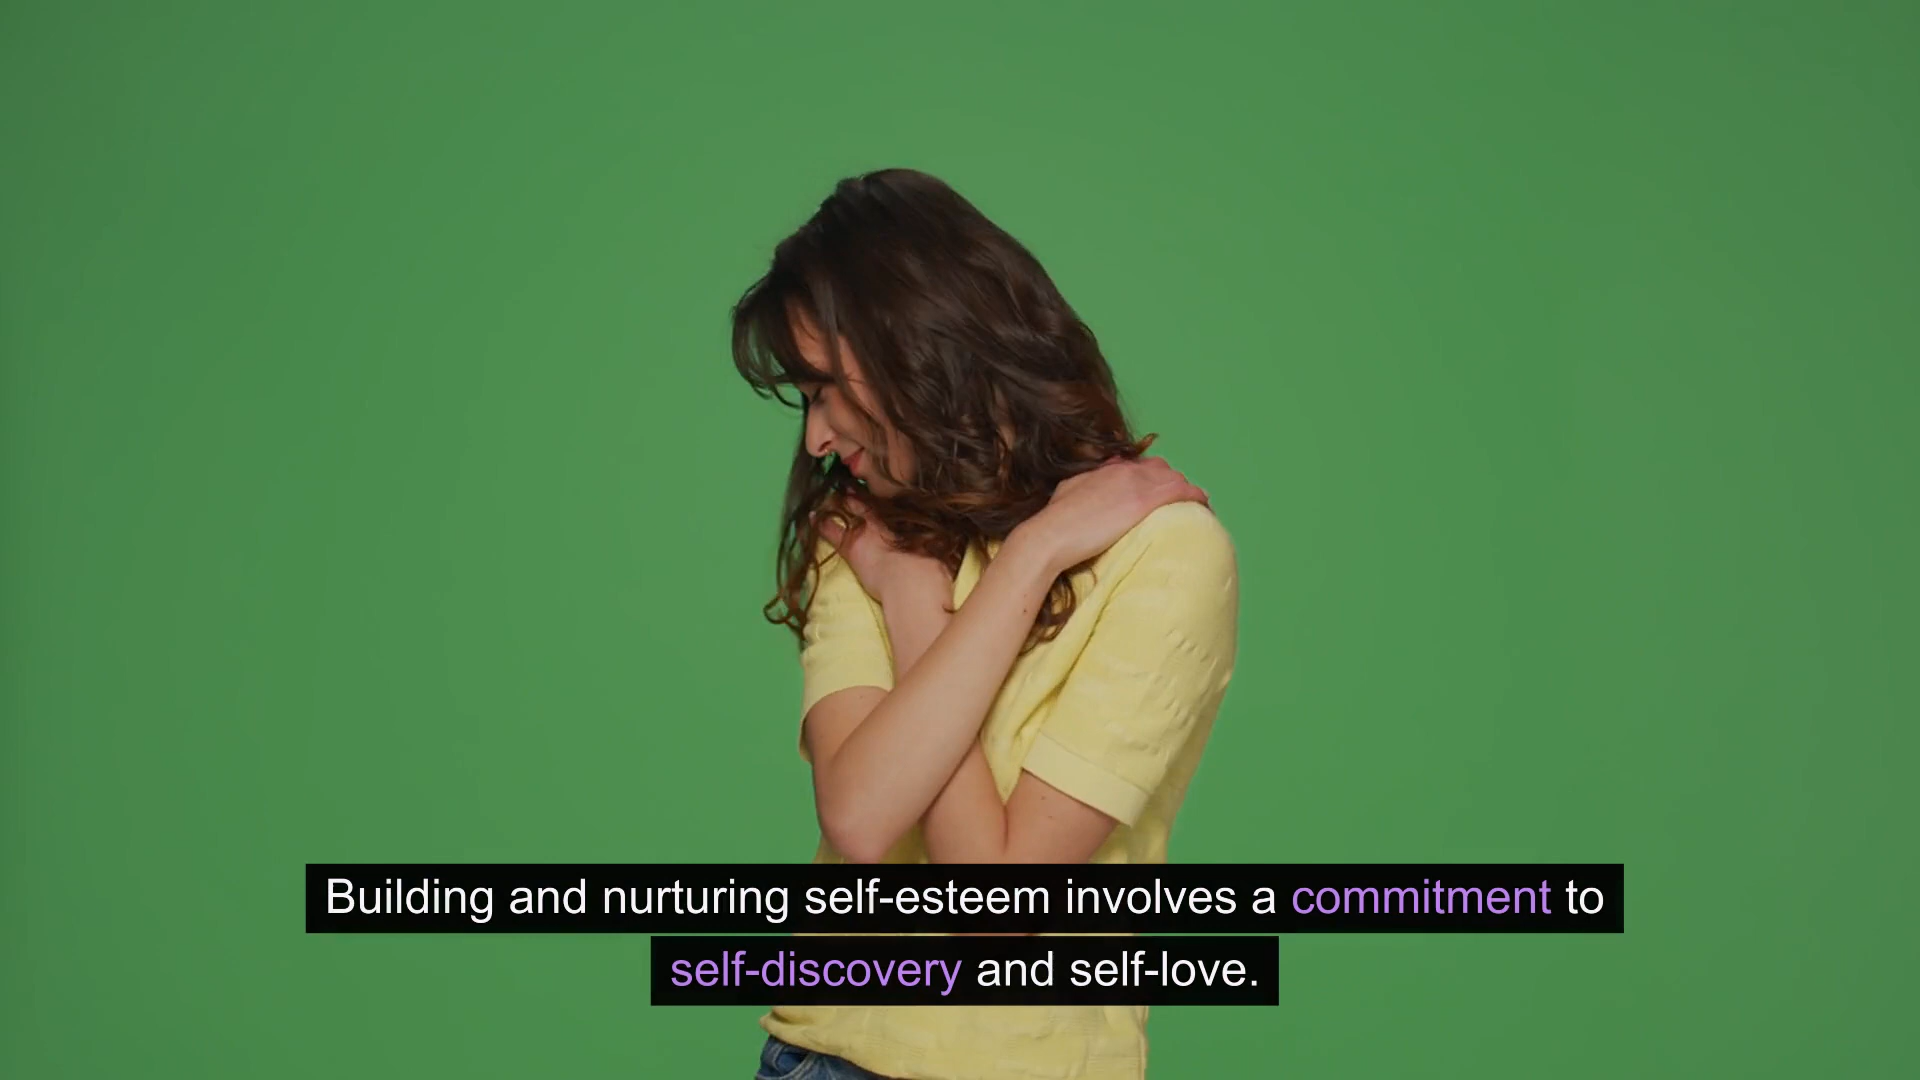 Building and nurturing self-esteem involves a commitment to
self-discovery and self-love.